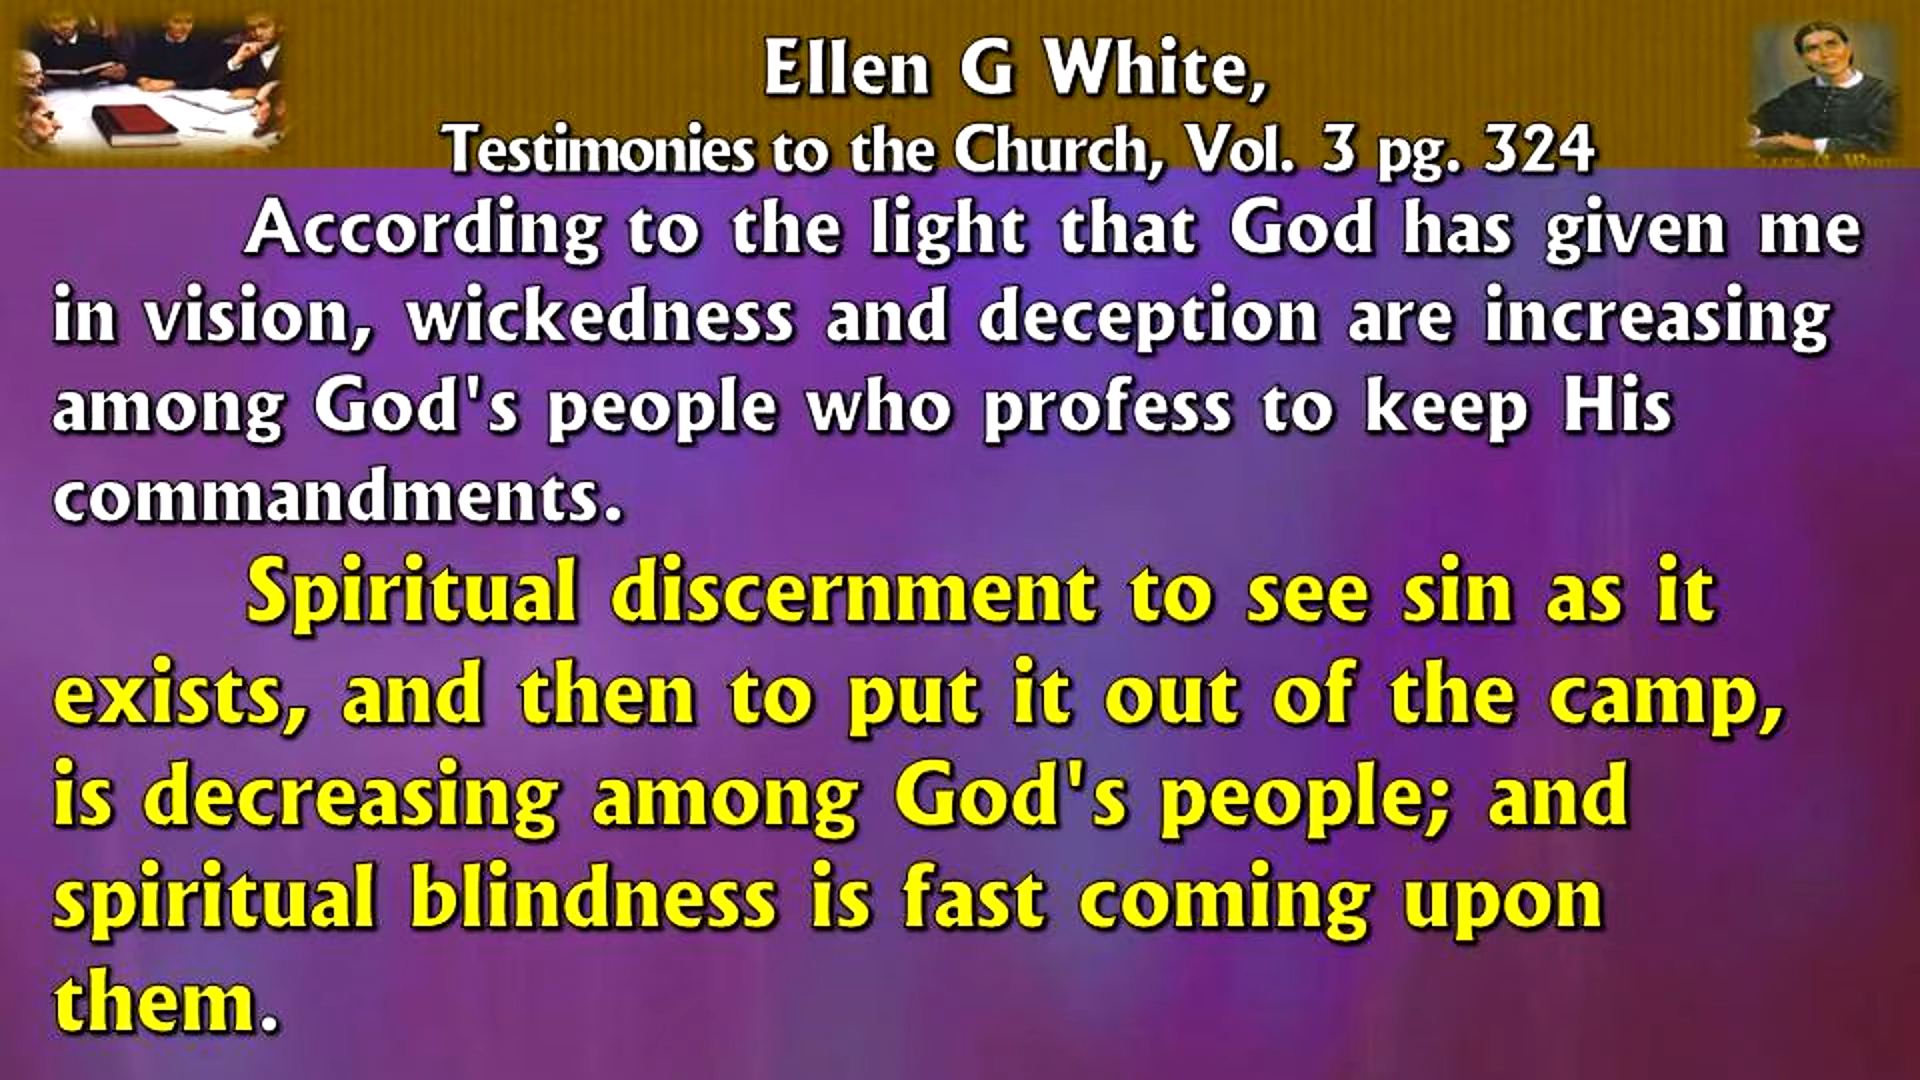 Ellen G White,
Testimonies to the Church, Vol. 3 pg. 324
ELLEN G. WHITE
According to the light that God has given me
in vision, wickedness and deception are increasing
among God's people who profess to keep His
commandments.
Spiritual discernment to see sin as it
exists, and then to put it out of the camp,
is decreasing among God's people; and
spiritual blindness is fast coming upon
them.